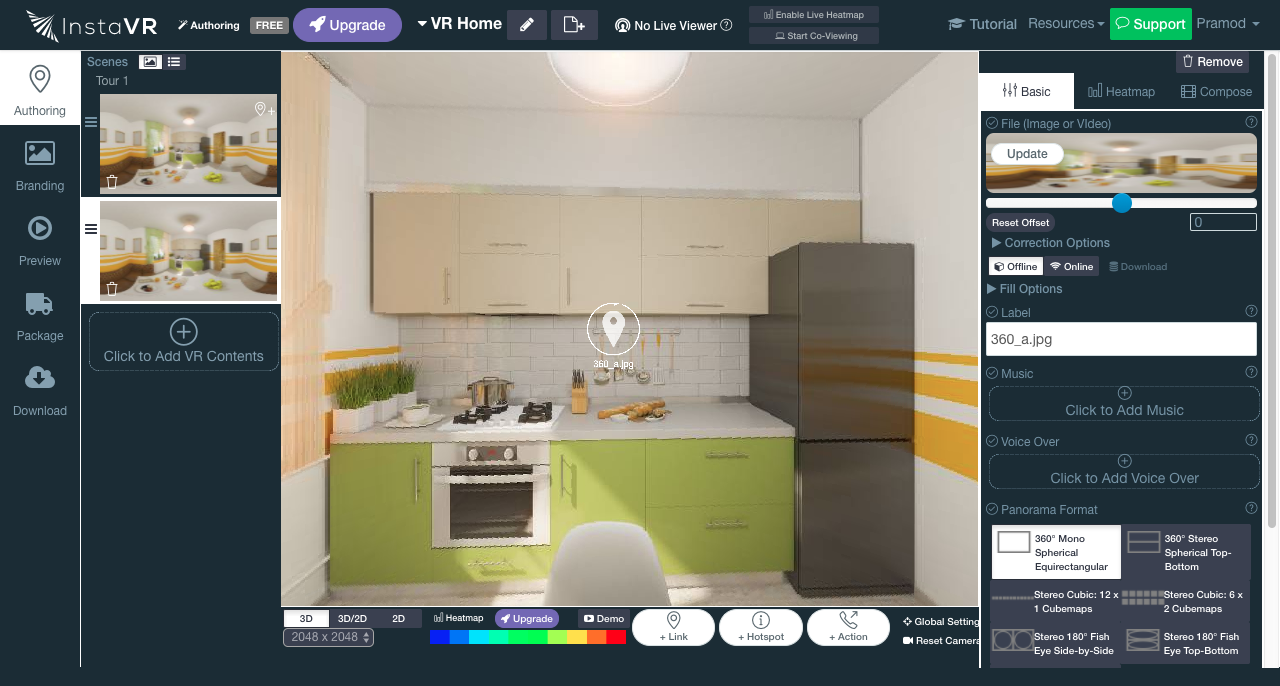 InstaVR
Authoring
FREE
Upgrade
VR Home
No Live Viewer
Enable Live Heatmap
Start Co-Viewing
Tutorial
Resources
Support
Pramod
Authoring
Branding
Preview
Package
Download
Scenes
Tour 1
Click to Add VR Contents
360_a.jpg
3D
3D/2D
2D
2048 x 2048
Heatmap
Upgrade
Demo
+ Link
+ Hotspot
+ Action
Global Setting
Reset Camera
Remove
Basic
Heatmap
Compose
File (Image or VIdeo)
Update
Reset Offset
0
Correction Options
Offline
Online
Download
Fill Options
Label
360_a.jpg
Music
Click to Add Music
Voice Over
Click to Add Voice Over
Panorama Format
360° Mono
Spherical
Equirectangular
360° Stereo
Spherical Top-
Bottom
Stereo Cubic: 12 x
1 Cubemaps
Stereo Cubic: 6 x
2 Cubemaps
Stereo 180° Fish
Eye Side-by-Side
Stereo 180° Fish
Eye Top-Bottom